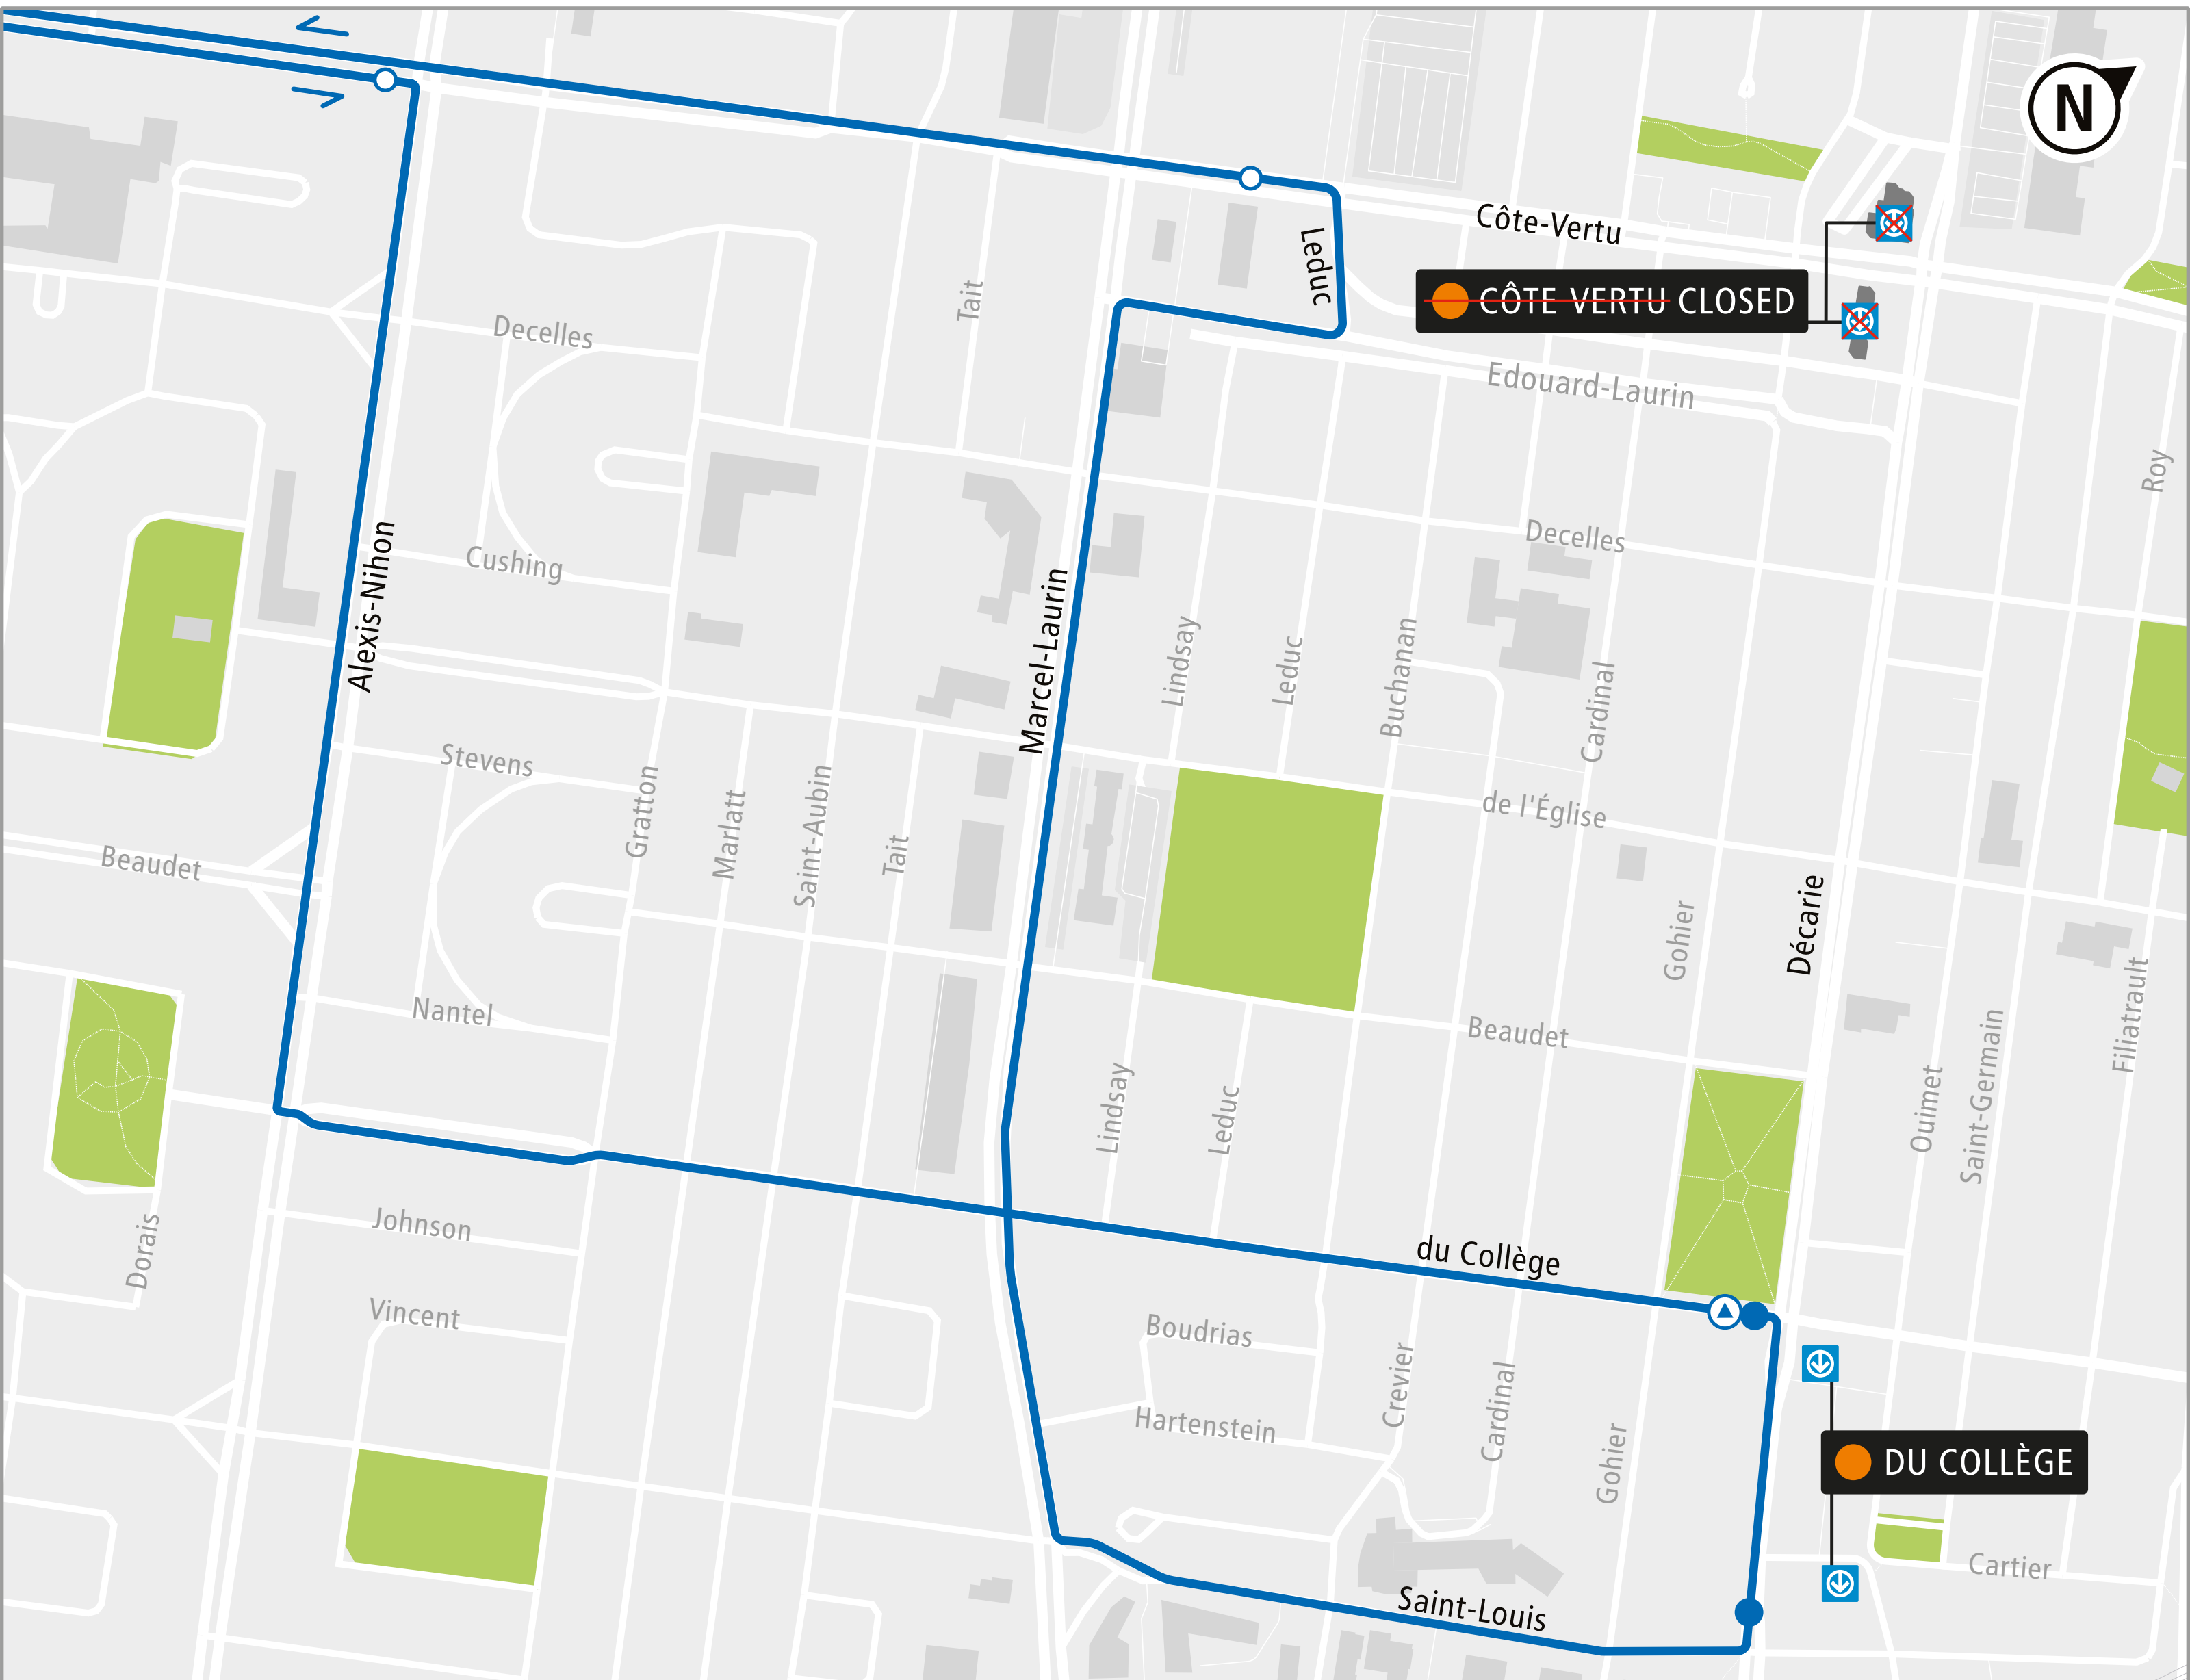 N
Côte-Vertu
Leduc
CÔTE-VERTU CLOSED
Tait
Decelles
Edouard-Laurin
Roy
Decelles
Cushing
Alexis-Nihon
Marcel-Laurin
Lindsay
Leduc
Buchanan
Cardinal
Stevens
de l'Église
Gratton
Marlatt
Saint-Aubin
Tait
Beaudet
Gohier
Décarie
Nantel
Beaudet
Filiatrault
Lindsay
Leduc
Ouimet
Saint-Germain
Dorais
Johnson
du Collège
Vincent
Boudrias
Crevier
Cardinal
Hartenstein
Gohier
DU COLLÈGE
Cartier
Saint-Louis